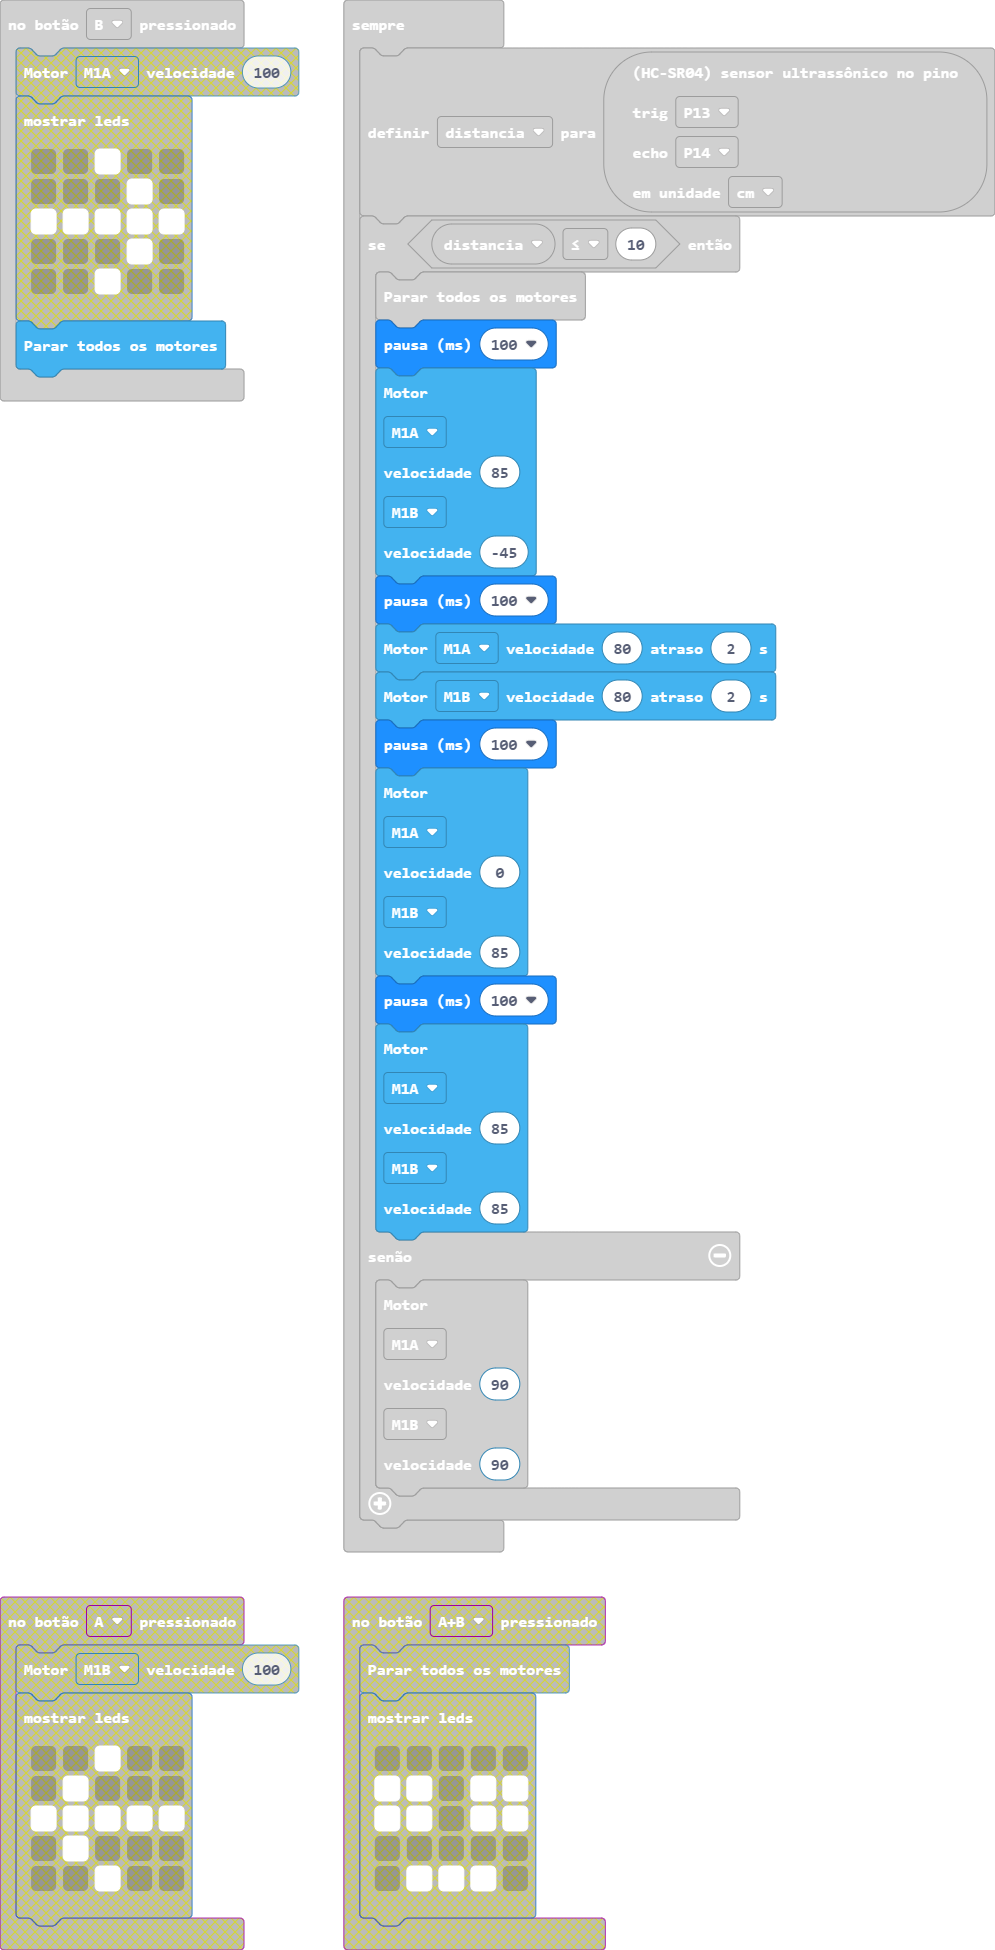 no botão B pressionado
Motor M1A velocidade 100
mostrar leds
Parar todos os motores
sempre
definir distancia para
(HC-SR04) sensor ultrassônico no pino
trig P13
echo P14
em unidade cm
se distancia ≤ 10 então
Parar todos os motores
pausa (ms) 100
Motor
M1A
velocidade 85
M1B
velocidade -45
pausa (ms) 100
Motor M1A velocidade 80 atraso 2 s
Motor M1B velocidade 80 atraso 2 s
pausa (ms) 100
Motor
M1A
velocidade 0
M1B
velocidade 85
pausa (ms) 100
Motor
M1A
velocidade 85
M1B
velocidade 85
senão
Motor
M1A
velocidade 90
M1B
velocidade 90
no botão A pressionado
Motor M1B velocidade 100
mostrar leds
no botão A+B pressionado
Parar todos os motores
mostrar leds